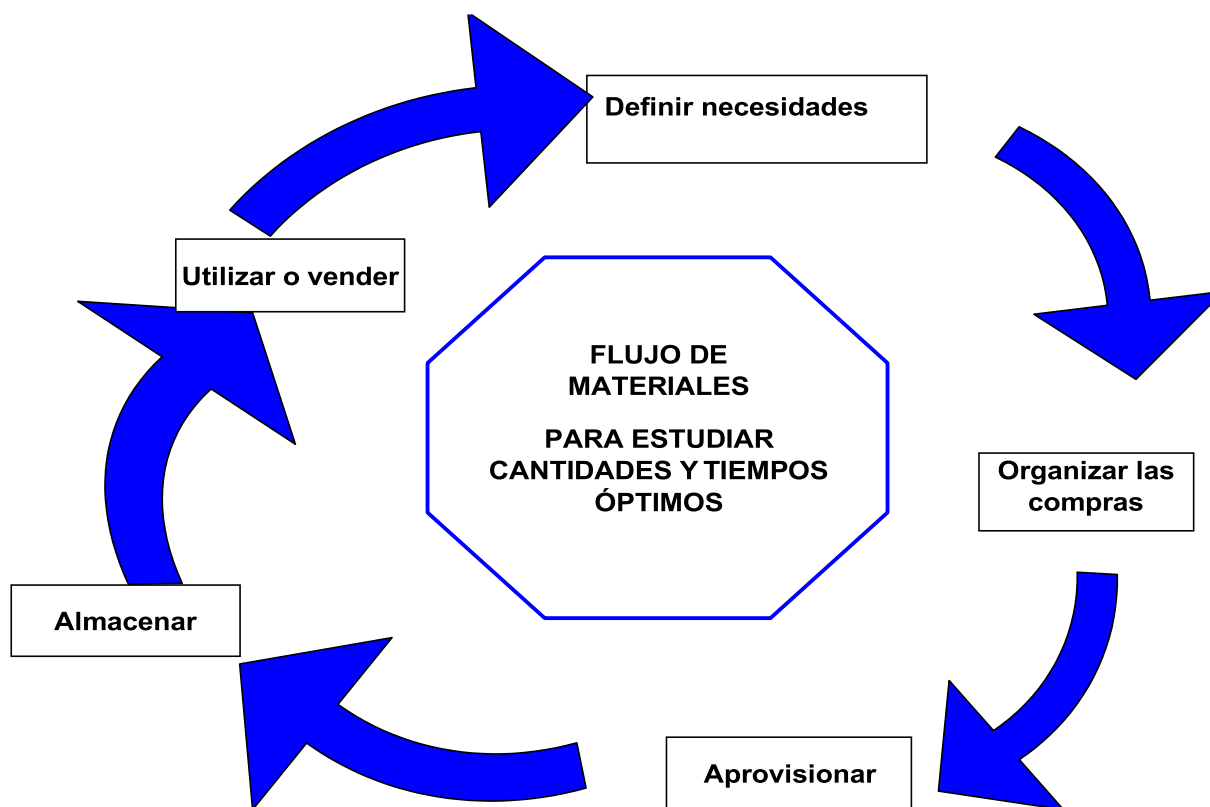 Definir necesidades
Organizar las
compras
Aprovisionar
Almacenar
Utilizar o vender
FLUJO DE
MATERIALES
PARA ESTUDIAR
CANTIDADES Y TIEMPOS
ÓPTIMOS